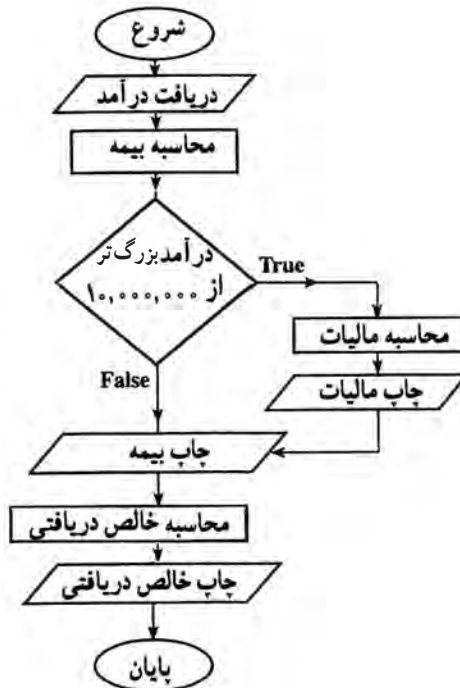 شروع
دریافت درآمد
محاسبه بیمه
درآمد بزرگ‌تر
از ۱۰,۰۰۰,۰۰۰
True
محاسبه مالیات
چاپ مالیات
False
چاپ بیمه
محاسبه خالص دریافتی
چاپ خالص دریافتی
پایان